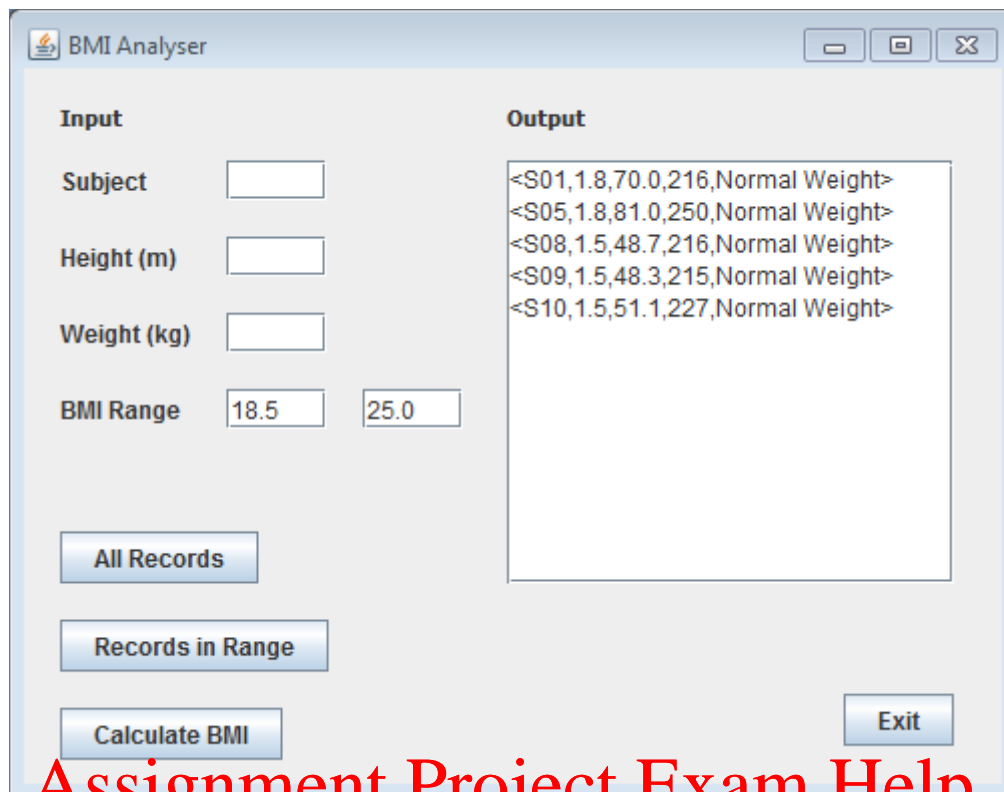 BMI Analyser
Input
Subject
Height (m)
Weight (kg)
BMI Range 18.5 25.0
All Records
Records in Range
Calculate BMI
Output
<S01,1.8,70.0,216,Normal Weight>
<S05,1.8,81.0,250,Normal Weight>
<S08,1.5,48.7,216,Normal Weight>
<S09,1.5,48.3,215,Normal Weight>
<S10,1.5,51.1,227,Normal Weight>
Exit
Assignment Project Exam Help